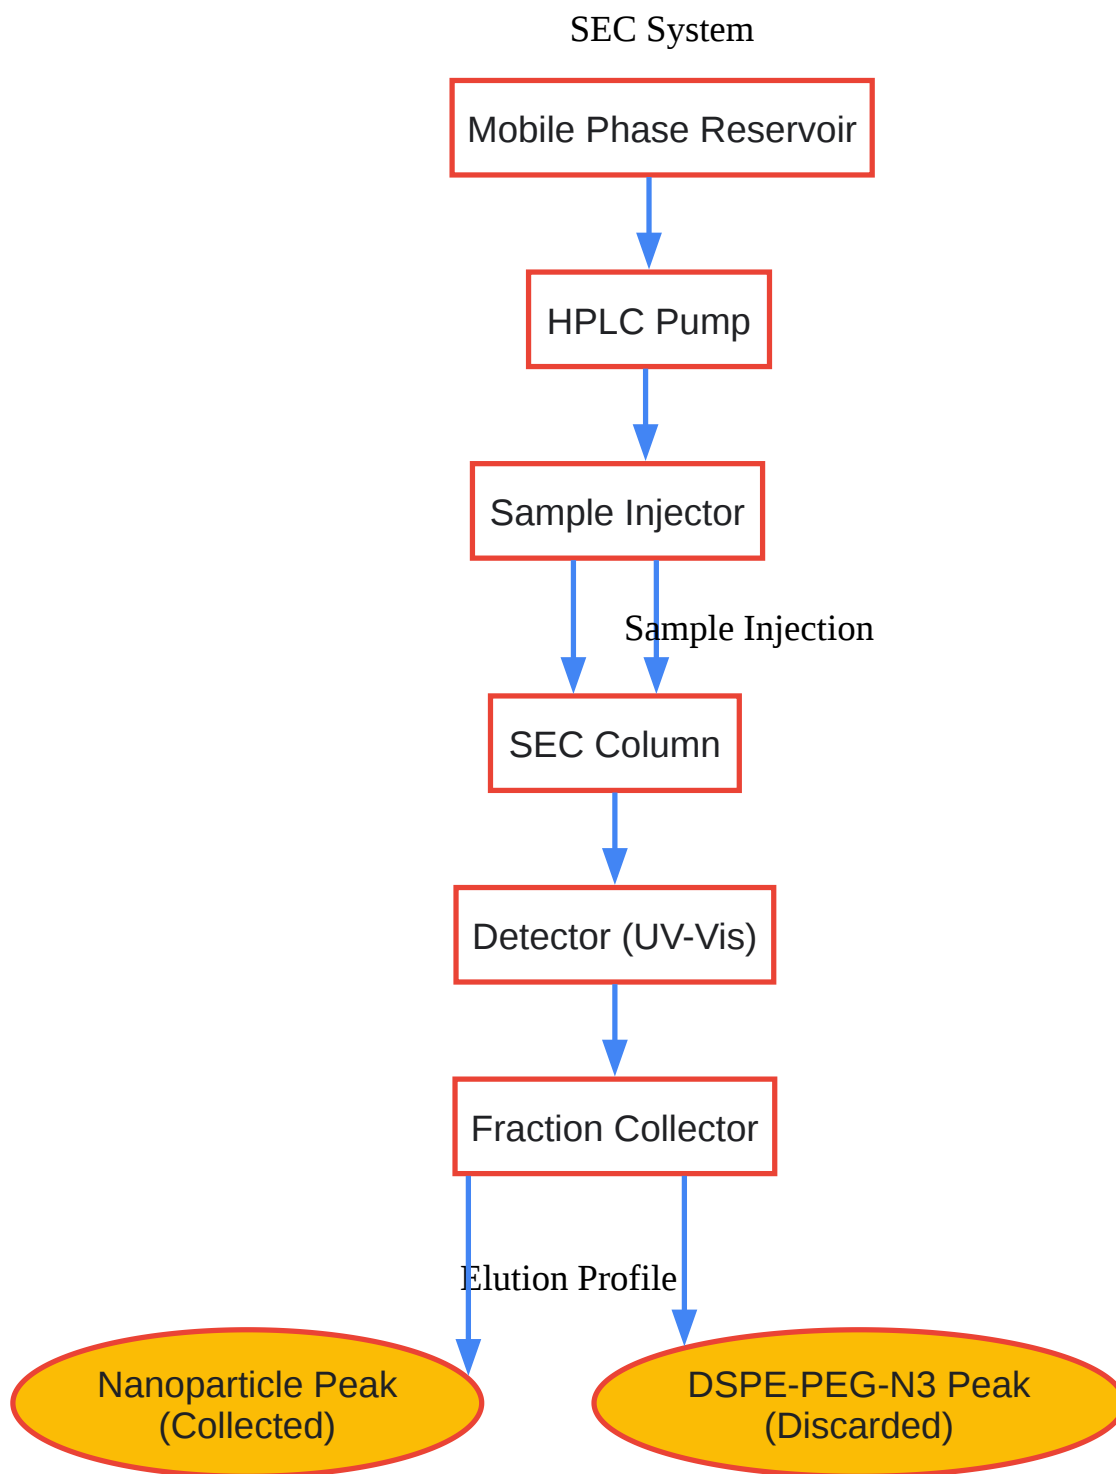 SEC System
Mobile Phase Reservoir
HPLC Pump
Sample Injector
Sample Injection
SEC Column
Detector (UV-Vis)
Fraction Collector
Elution Profile
Nanoparticle Peak
(Collected)
DSPE-PEG-N3 Peak
(Discarded)